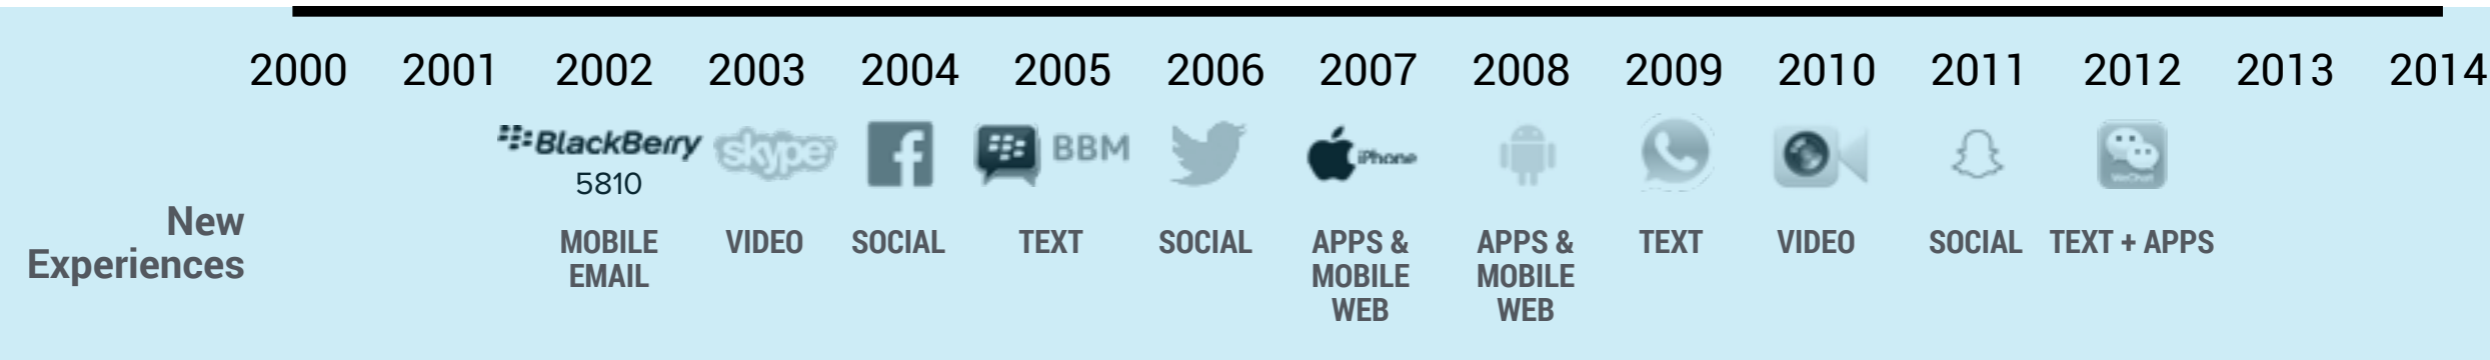 2000 2001 2002 2003 2004 2005 2006 2007 2008 2009 2010 2011 2012 2013 2014
BlackBerry skype BBM iPhone WeChat
5810
New
Experiences
MOBILE VIDEO SOCIAL TEXT SOCIAL APPS & APPS & TEXT VIDEO SOCIAL TEXT + APPS
EMAIL MOBILE MOBILE
WEB WEB